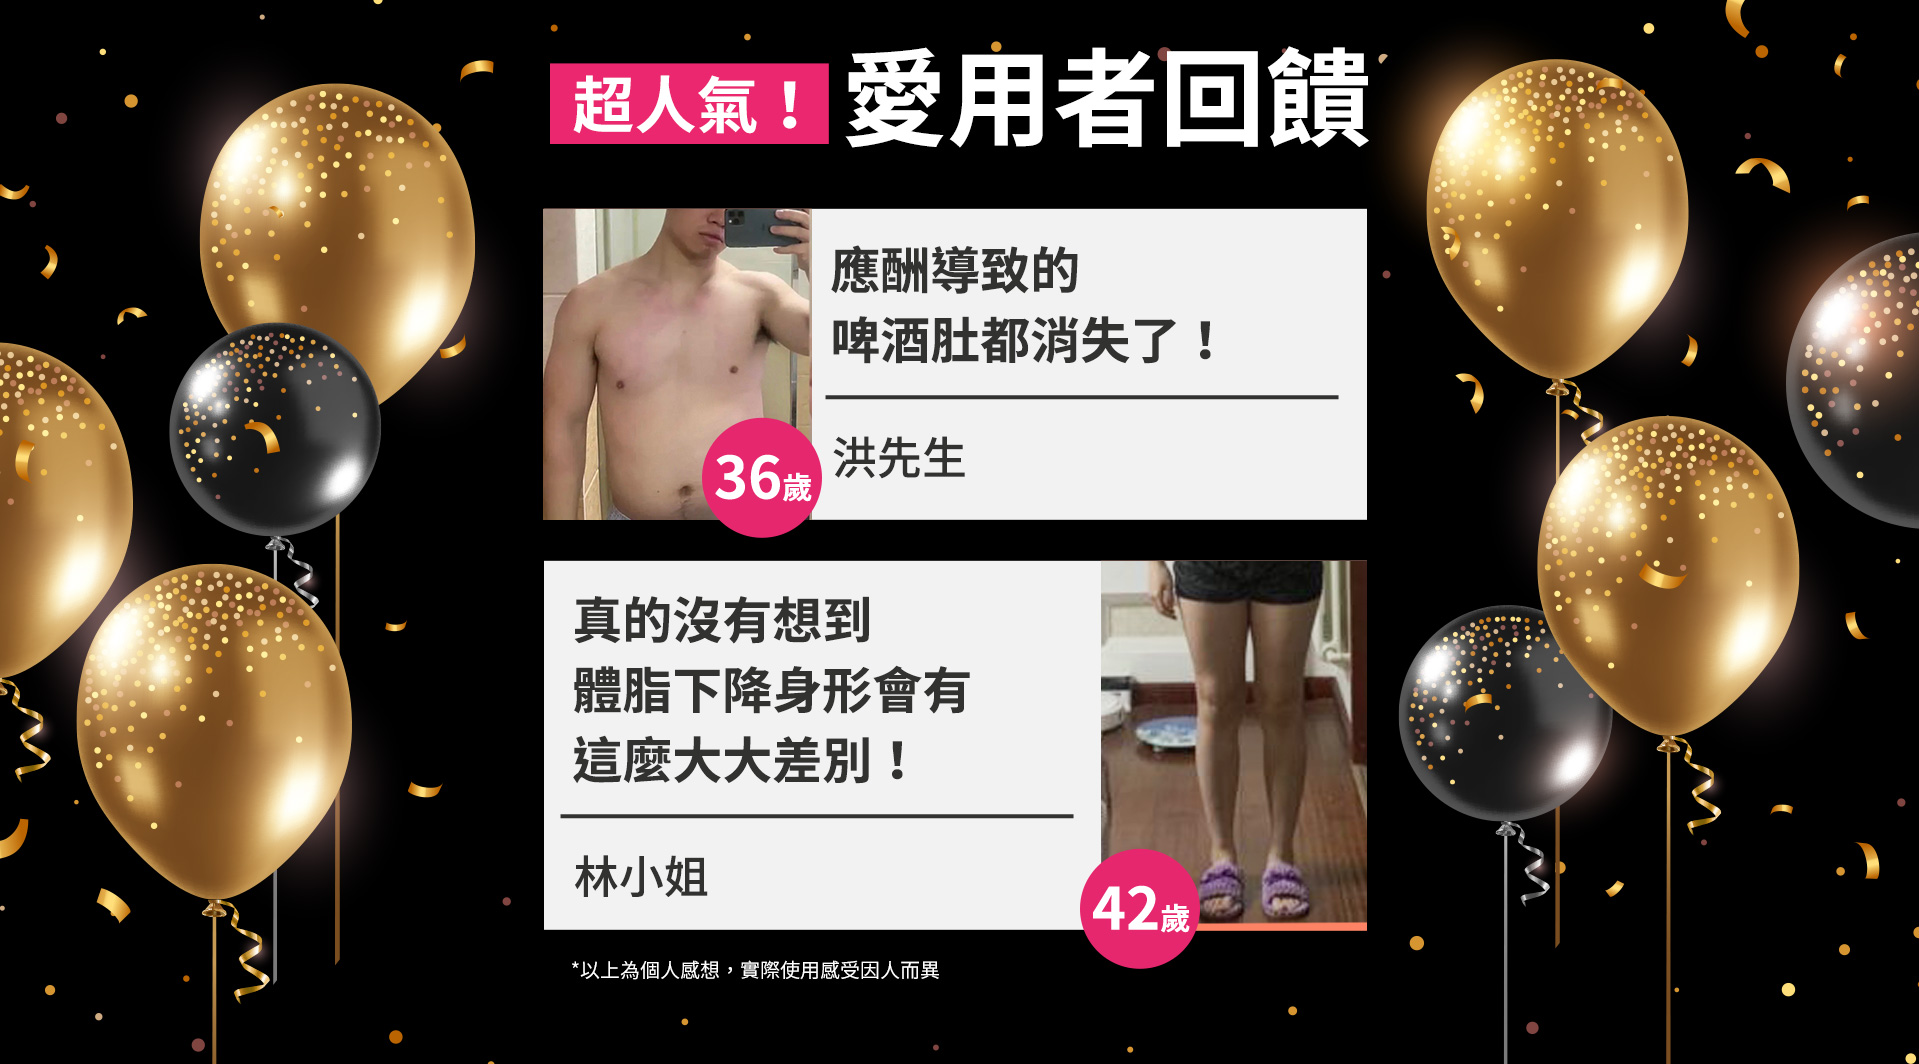 超人氣！愛用者回饋
應酬導致的
啤酒肚都消失了！
洪先生
36歲
真的沒有想到
體脂下降身形會有
這麼大大差別！
林小姐
42歲
*以上為個人感想，實際使用感受因人而異